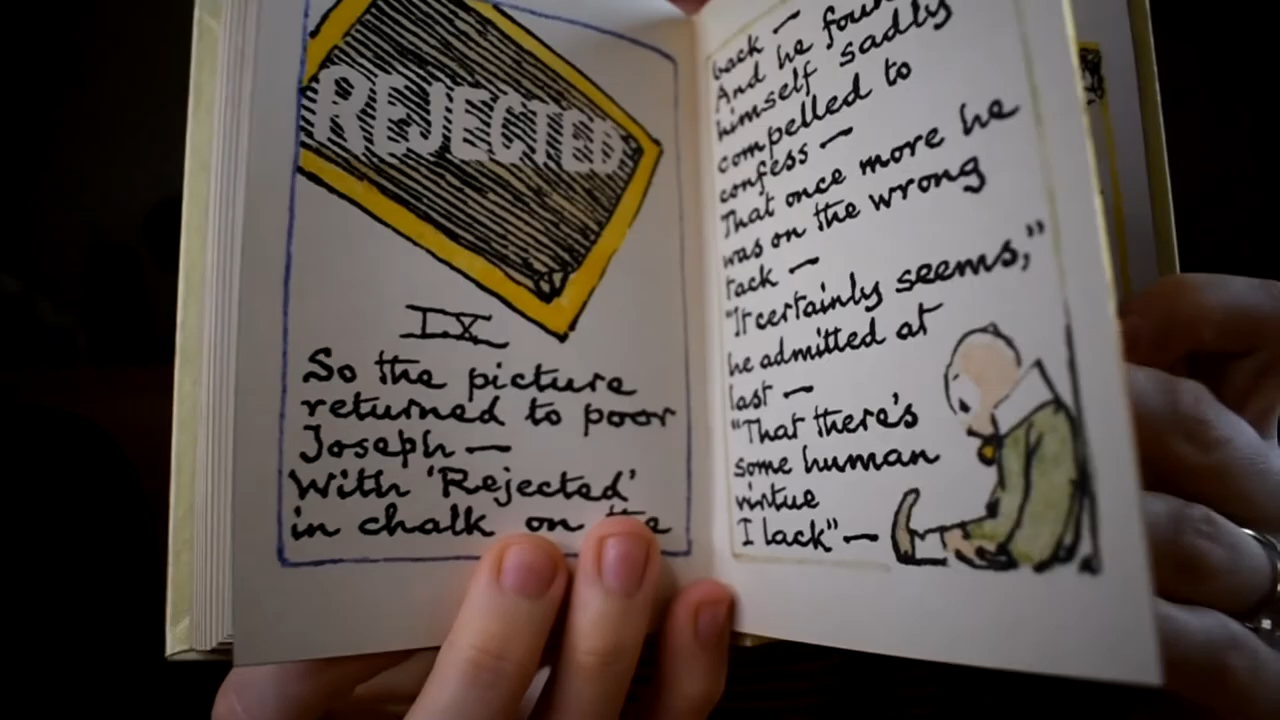 REJECTED
IX
So the picture
returned to poor
Joseph —
With 'Rejected'
in chalk on the
back —
And he found
himself sadly
compelled to
confess —
That once more he
was on the wrong
tack —
"It certainly seems,"
he admitted at
last —
"That there's
some human
virtue
I lack" —